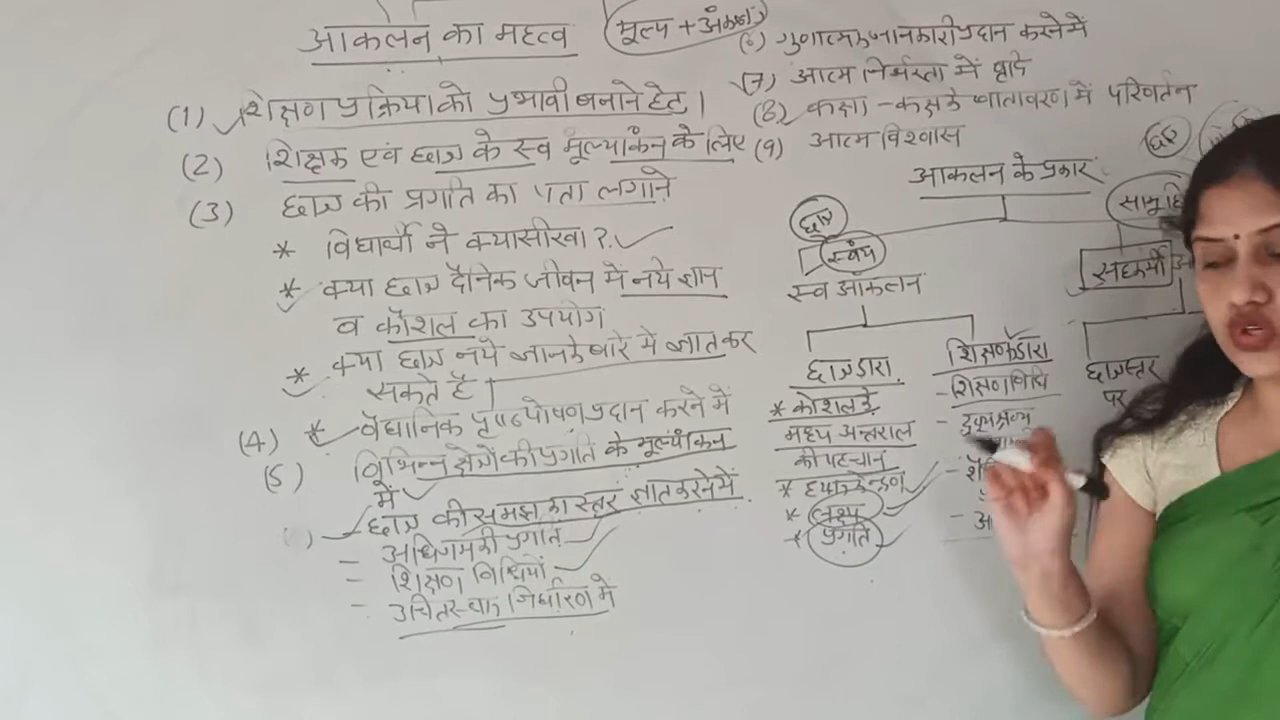 आकलन का महत्व
(मूल्य + अंकन)
(1) शिक्षण प्रक्रिया को प्रभावी बनाने हेतु।
(2) शिक्षक एवं छात्र के स्व मूल्यांकन के लिए
(3) छात्र की प्रगति का पता लगाने
* विद्यार्थी ने क्या सीखा?
* क्या छात्र दैनिक जीवन में नये ज्ञान
व कौशल का उपयोग
* क्या छात्र नये ज्ञान के बारे में ज्ञात कर
सकते है
(4) * वैधानिक पृष्ठपोषण प्रदान करने में
(5) विभिन्न क्षेत्रों की प्रगति के मूल्यांकन
में
छात्र की समझ का स्तर ज्ञात करने में
- अधिगम की प्रगति
- शिक्षण विधियों
- उचित निर्धारण में
(6) गुणात्मक जानकारी प्रदान करने में
(7) आत्म निर्भरता में वृद्धि
(8) कक्षा - कक्ष के वातावरण में परिवर्तन
(9) आत्म विश्वास
आकलन के प्रकार
छात्र
स्वंय
स्व आकलन
छात्र द्वारा
* कौशल के
मध्य अन्तराल
की पहचान
* लक्ष्य
* प्रगति
शिक्षक के द्वारा
- शिक्षण विधि
- दृश्य श्रव्य
सामूहि
सहकर्मी
छात्र स्तर
पर